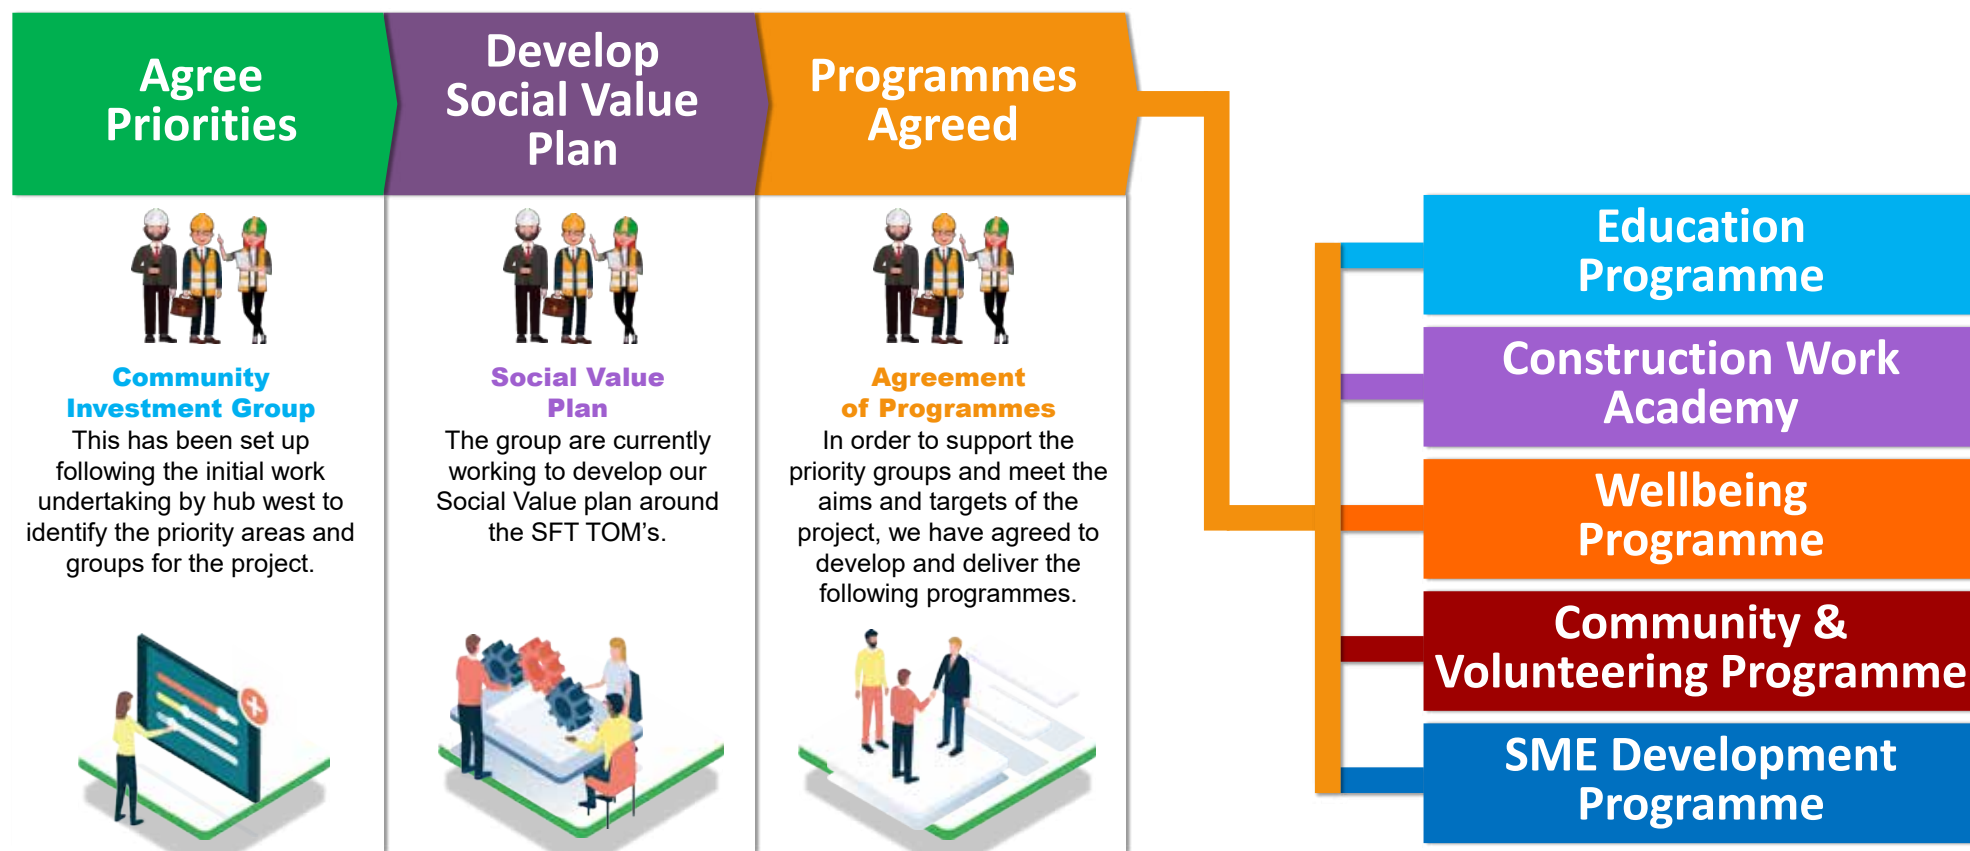 Agree
Priorities
Develop
Social Value
Plan
Programmes
Agreed
Community
Investment Group
This has been set up
following the initial work
undertaking by hub west to
identify the priority areas and
groups for the project.
Social Value
Plan
The group are currently
working to develop our
Social Value plan around
the SFT TOM's.
Agreement
of Programmes
In order to support the
priority groups and meet the
aims and targets of the
project, we have agreed to
develop and deliver the
following programmes.
Education
Programme
Construction Work
Academy
Wellbeing
Programme
Community &
Volunteering Programme
SME Development
Programme